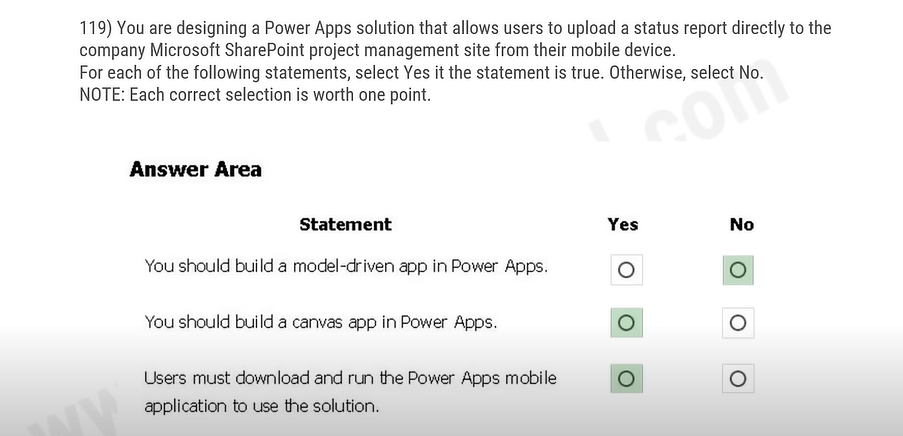 119) You are designing a Power Apps solution that allows users to upload a status report directly to the
company Microsoft SharePoint project management site from their mobile device.
For each of the following statements, select Yes it the statement is true. Otherwise, select No.
NOTE: Each correct selection is worth one point.
.com
Answer Area
Statement Yes No
You should build a model-driven app in Power Apps.
You should build a canvas app in Power Apps.
Users must download and run the Power Apps mobile
application to use the solution.